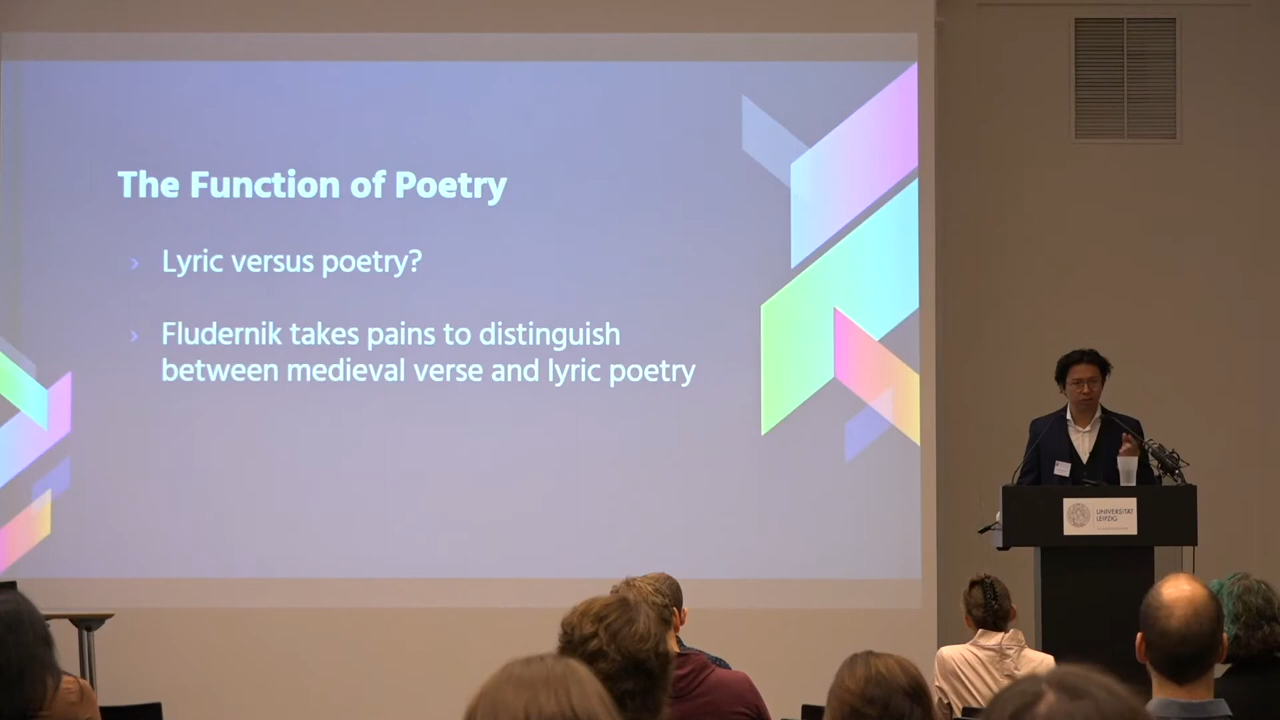 The Function of Poetry
› Lyric versus poetry?
› Fludernik takes pains to distinguish
between medieval verse and lyric poetry
UNIVERSITÄT
LEIPZIG